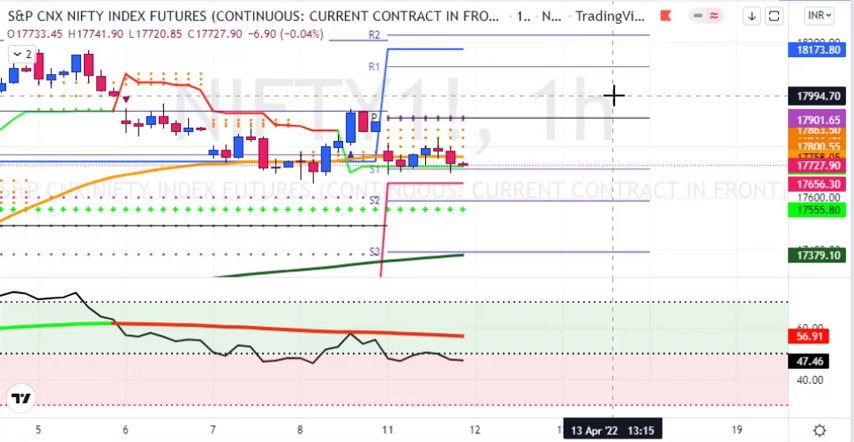 S&P CNX NIFTY INDEX FUTURES (CONTINUOUS: CURRENT CONTRACT IN FRO... · 1.. · N... · TradingVi...
INR
O17733.45 H17741.90 L17720.85 C17727.90 -6.90 (-0.04%)
2
R2
R1
P
S1
S2
S3
NIFTY1!, 1h
S&P CNX NIFTY INDEX FUTURES (CONTINUOUS: CURRENT CONTRACT IN FRONT)
18173.80
17994.70
17901.65
17863.50
17800.55
17727.90
17656.30
17600.00
17555.80
17379.10
60.00
56.91
47.46
40.00
5 6 7 8 11 12 13 Apr '22 13:15 19